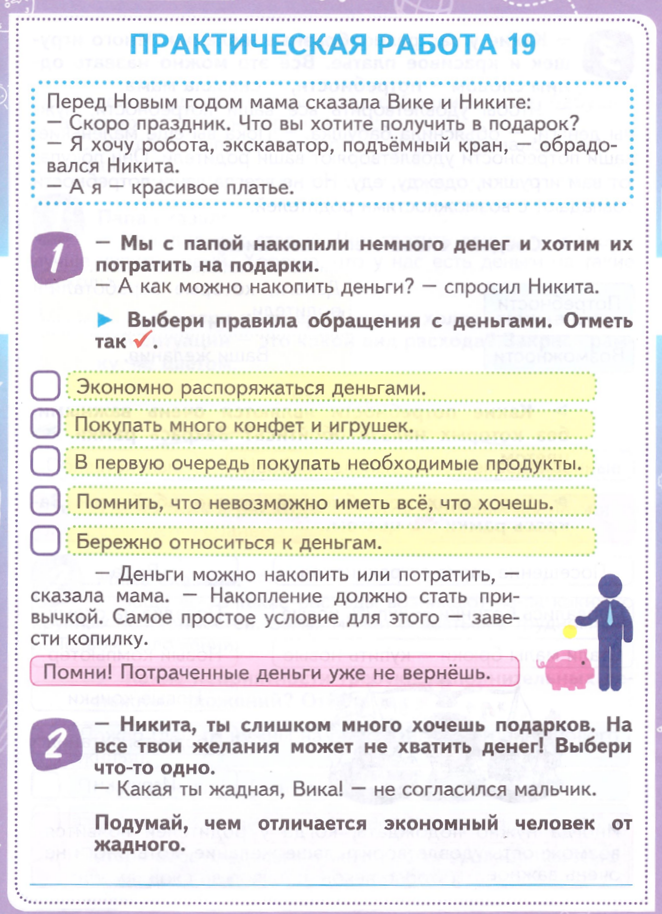 ПРАКТИЧЕСКАЯ РАБОТА 19
Перед Новым годом мама сказала Вике и Никите:
— Скоро праздник. Что вы хотите получить в подарок?
— Я хочу робота, экскаватор, подъёмный кран, — обрадо-
вался Никита.
— А я — красивое платье.
1
— Мы с папой накопили немного денег и хотим их
потратить на подарки.
— А как можно накопить деньги? — спросил Никита.
► Выбери правила обращения с деньгами. Отметь
так ✓.
Экономно распоряжаться деньгами.
Покупать много конфет и игрушек.
В первую очередь покупать необходимые продукты.
Помнить, что невозможно иметь всё, что хочешь.
Бережно относиться к деньгам.
— Деньги можно накопить или потратить, —
сказала мама. — Накопление должно стать при-
вычкой. Самое простое условие для этого — заве-
сти копилку.
Помни! Потраченные деньги уже не вернёшь.
2
— Никита, ты слишком много хочешь подарков. На
все твои желания может не хватить денег! Выбери
что-то одно.
— Какая ты жадная, Вика! — не согласился мальчик.
Подумай, чем отличается экономный человек от
жадного.